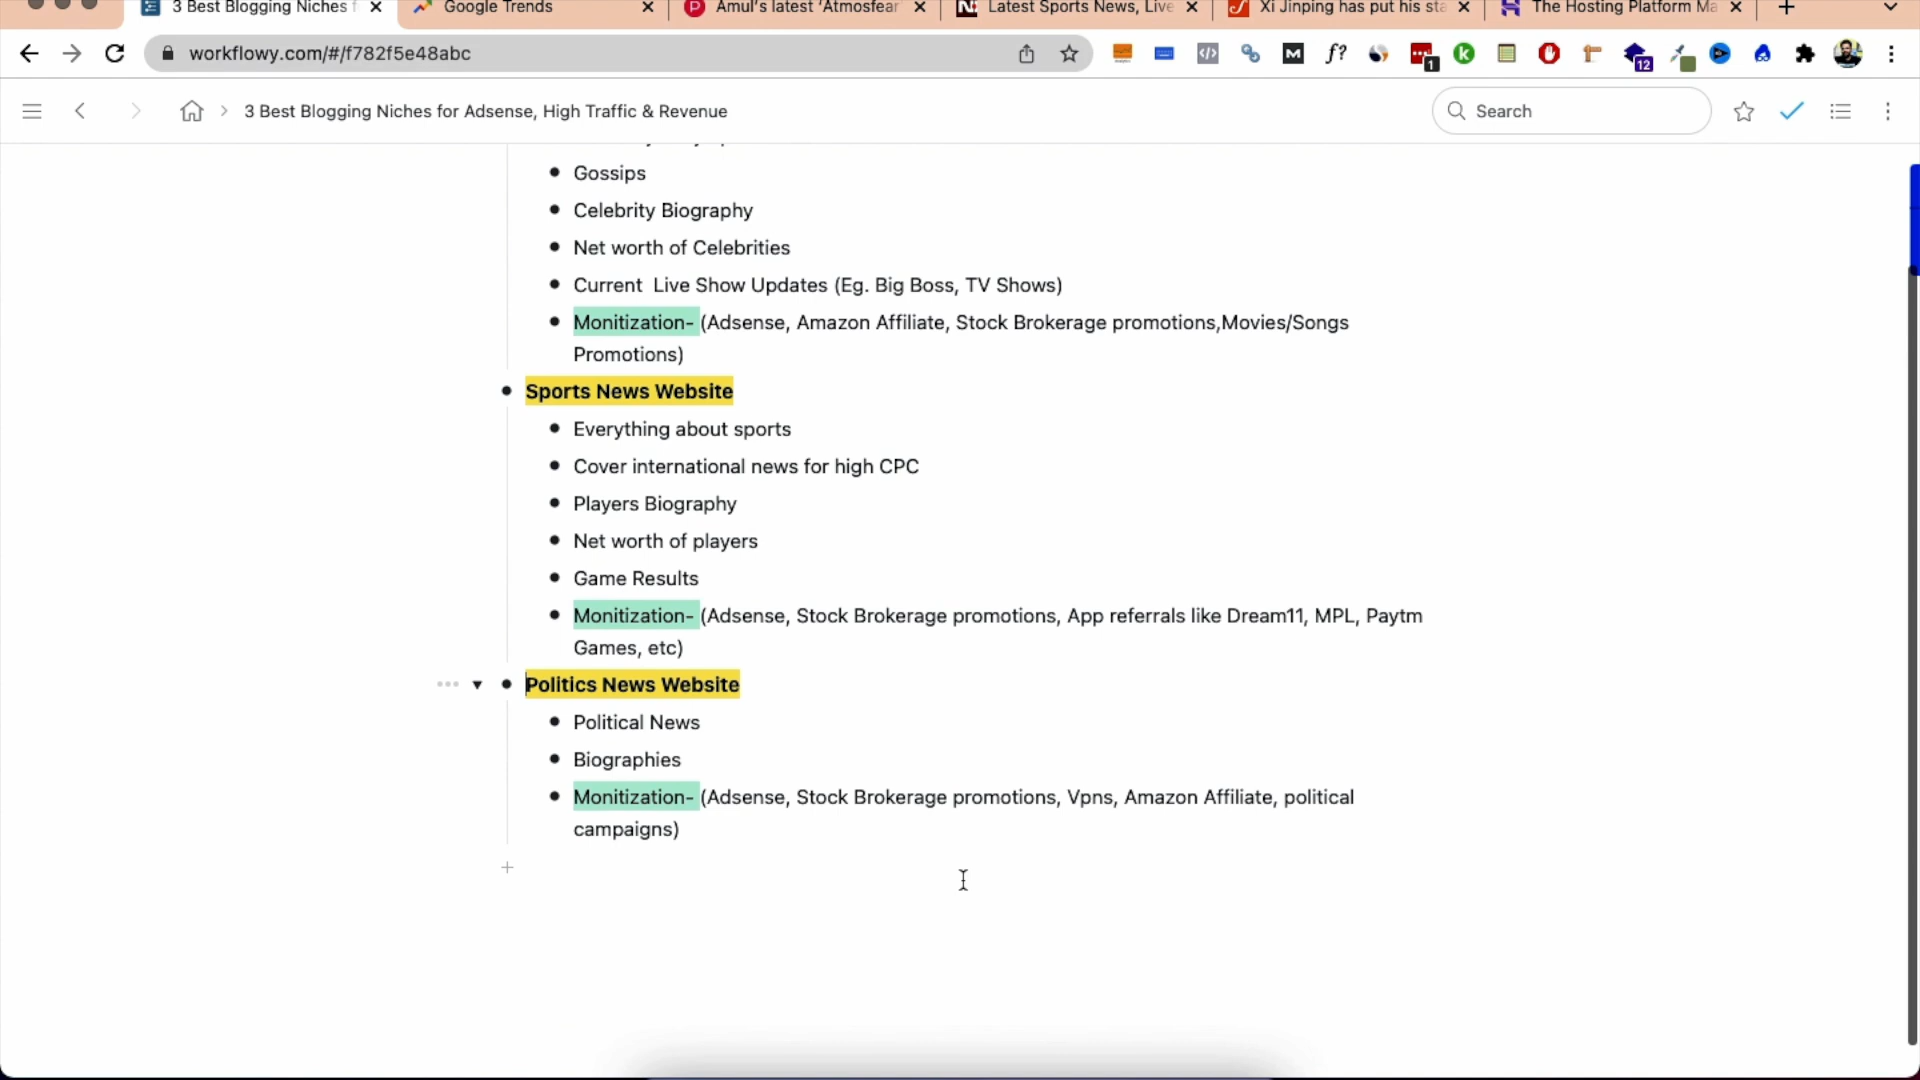 3 Best Blogging Niches f
Google Trends
Amul's latest 'Atmosfear
Latest Sports News, Live
Xi Jinping has put his sta
The Hosting Platform Ma
workflowy.com/#/f782f5e48abc
1
12
3 Best Blogging Niches for Adsense, High Traffic & Revenue
Search
Gossips
Celebrity Biography
Net worth of Celebrities
Current Live Show Updates (Eg. Big Boss, TV Shows)
Monitization- (Adsense, Amazon Affiliate, Stock Brokerage promotions,Movies/Songs
Promotions)
Sports News Website
Everything about sports
Cover international news for high CPC
Players Biography
Net worth of players
Game Results
Monitization- (Adsense, Stock Brokerage promotions, App referrals like Dream11, MPL, Paytm
Games, etc)
Politics News Website
Political News
Biographies
Monitization- (Adsense, Stock Brokerage promotions, Vpns, Amazon Affiliate, political
campaigns)